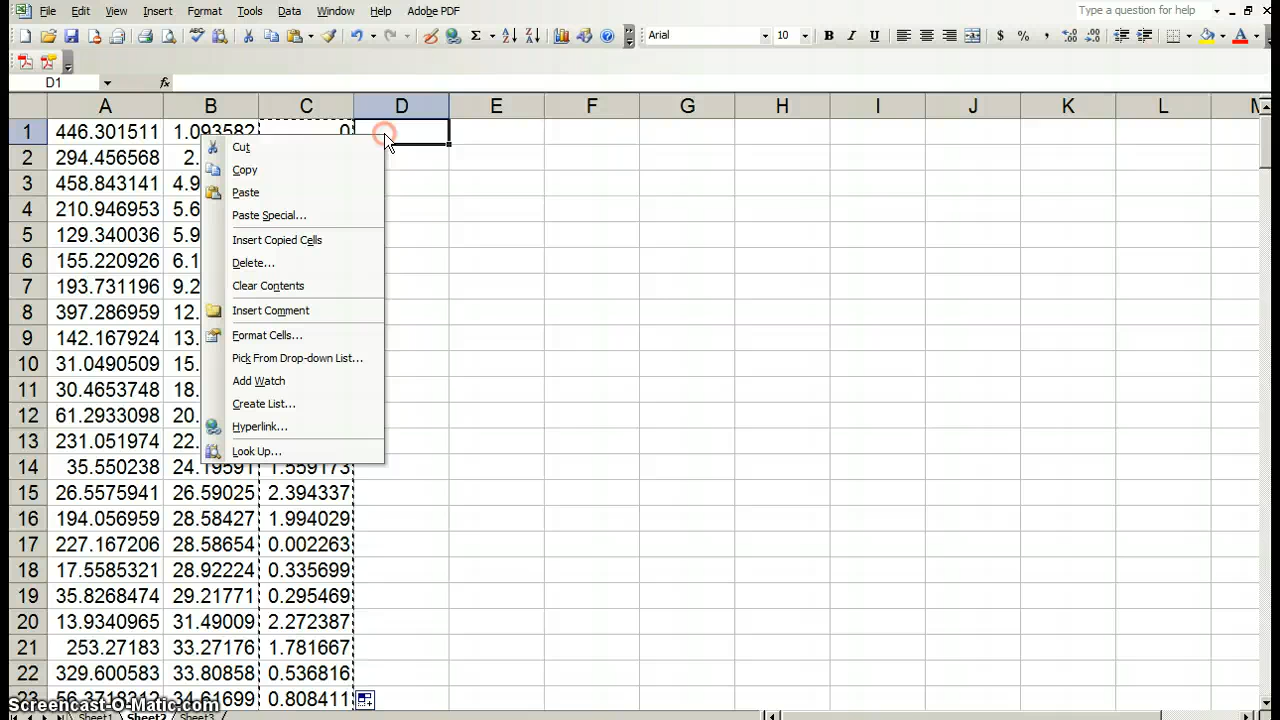 File Edit View Insert Format Tools Data Window Help Adobe PDF Type a question for help
Arial 10 B I U $ % ,
D1 fx
A B C D E F G H I J K L M
1 446.301511 1.093582 0
2 294.456568 2.
3 458.843141 4.9
4 210.946953 5.6
5 129.340036 5.9
6 155.220926 6.1
7 193.731196 9.2
8 397.286959 12.
9 142.167924 13.
10 31.0490509 15.
11 30.4653748 18.
12 61.2933098 20.
13 231.051974 22.
14 35.550238 24.19591 1.559173
15 26.5575941 26.59025 2.394337
16 194.056959 28.58427 1.994029
17 227.167206 28.58654 0.002263
18 17.5585321 28.92224 0.335699
19 35.8268474 29.21771 0.295469
20 13.9340965 31.49009 2.272387
21 253.27183 33.27176 1.781667
22 329.600583 33.80858 0.536816
23 56.3718312 34.61699 0.808411
Cut
Copy
Paste
Paste Special...
Insert Copied Cells
Delete...
Clear Contents
Insert Comment
Format Cells...
Pick From Drop-down List...
Add Watch
Create List...
Hyperlink...
Look Up...
Screencast-O-Matic.com
Sheet1 Sheet2 Sheet3